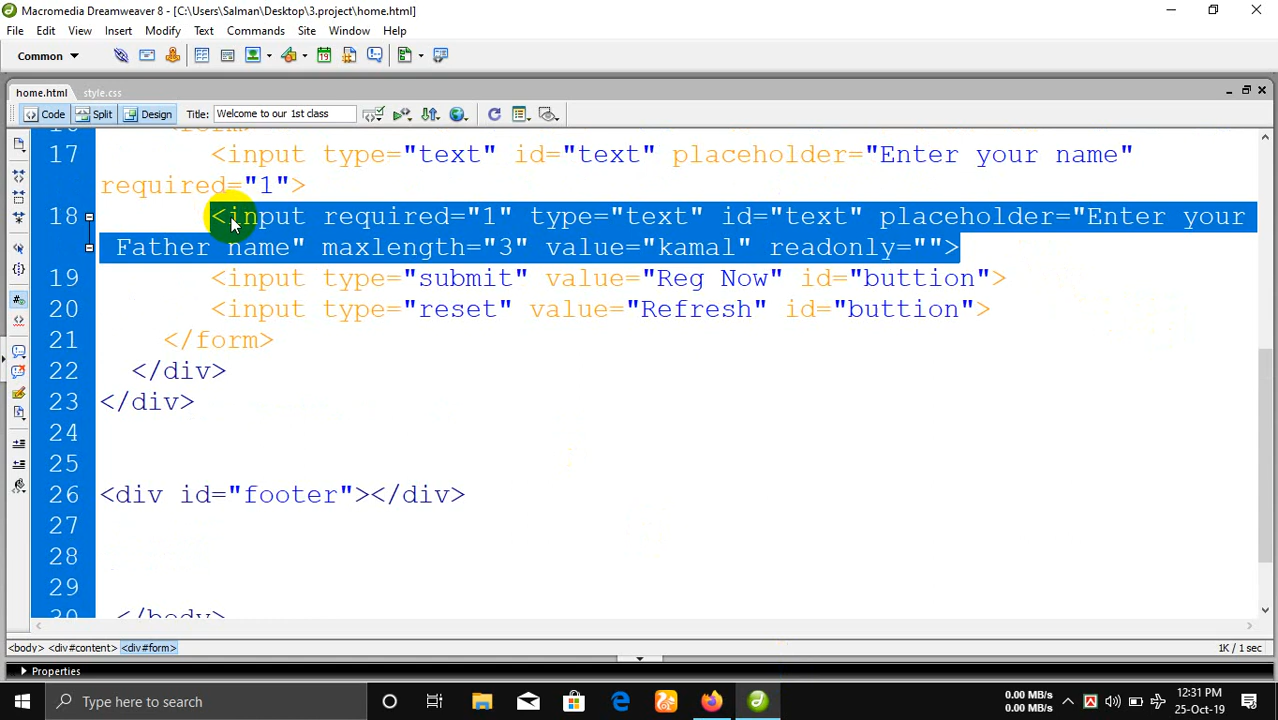 Macromedia Dreamweaver 8 - [C:\Users\Salman\Desktop\3.project\home.html]
File Edit View Insert Modify Text Commands Site Window Help
Common
home.html style.css
Code Split Design Title: Welcome to our 1st class
16 <form>
17 <input type="text" id="text" placeholder="Enter your name"
required="1">
18 <input required="1" type="text" id="text" placeholder="Enter your
Father name" maxlength="3" value="kamal" readonly="">
19 <input type="submit" value="Reg Now" id="buttion">
20 <input type="reset" value="Refresh" id="buttion">
21 </form>
22 </div>
23 </div>
24
25
26 <div id="footer"></div>
27
28
29
30 </body>
<body> <div#content> <div#form> 1K / 1 sec
Properties
Type here to search
0.00 MB/s
0.00 MB/s
12:31 PM
25-Oct-19